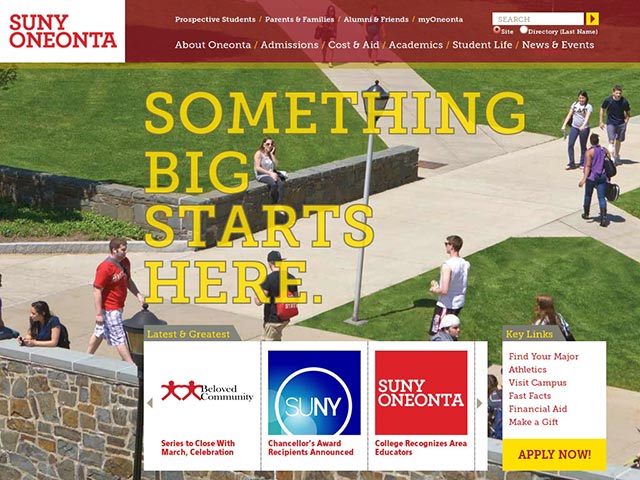 SUNY
ONEONTA
Prospective Students / Parents & Families / Alumni & Friends / myOneonta
SEARCH
Site Directory (Last Name)
About Oneonta / Admissions / Cost & Aid / Academics / Student Life / News & Events
SOMETHING
BIG
STARTS
HERE.
Latest & Greatest
Beloved
Community
Series to Close With
March, Celebration
SUNY
Chancellor's Award
Recipients Announced
SUNY
ONEONTA
College Recognizes Area
Educators
Key Links
Find Your Major
Athletics
Visit Campus
Fast Facts
Financial Aid
Make a Gift
APPLY NOW!